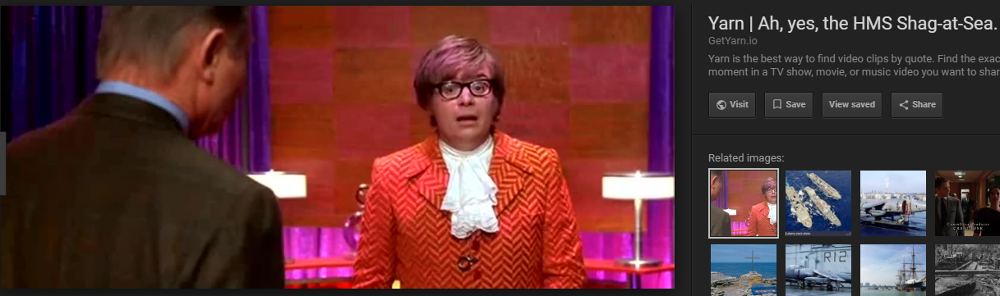 Yarn | Ah, yes, the HMS Shag-at-Sea.
GetYarn.io
Yarn is the best way to find video clips by quote. Find the exac
moment in a TV show, movie, or music video you want to shar
Visit
Save
View saved
Share
Related images:
R12